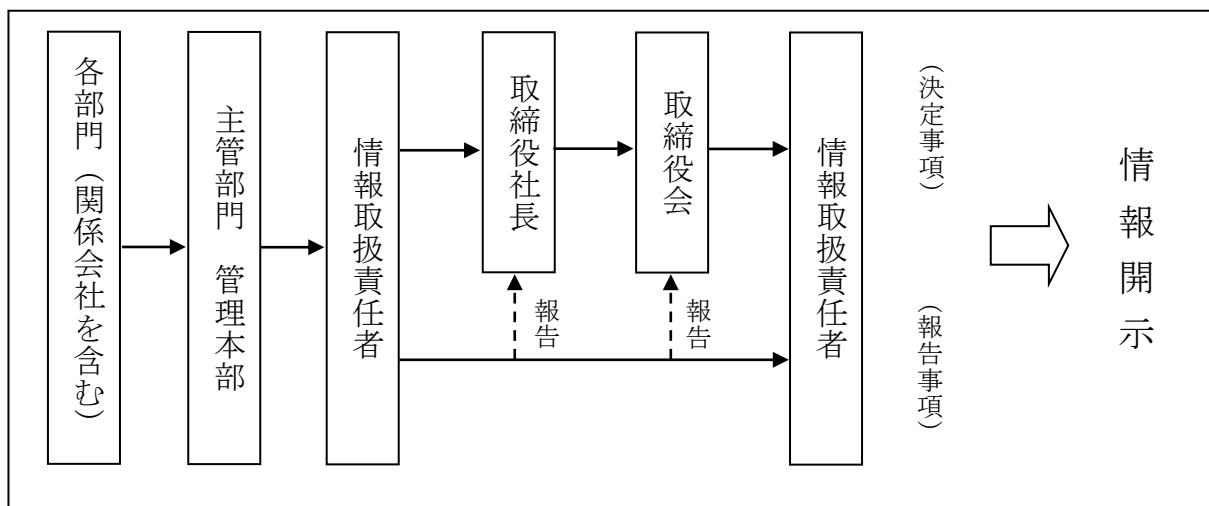 各部門（関係会社を含む）
主管部門　管理本部
情報取扱責任者
取締役社長
報告
取締役会
報告
情報取扱責任者
（決定事項）
（報告事項）
情報開示